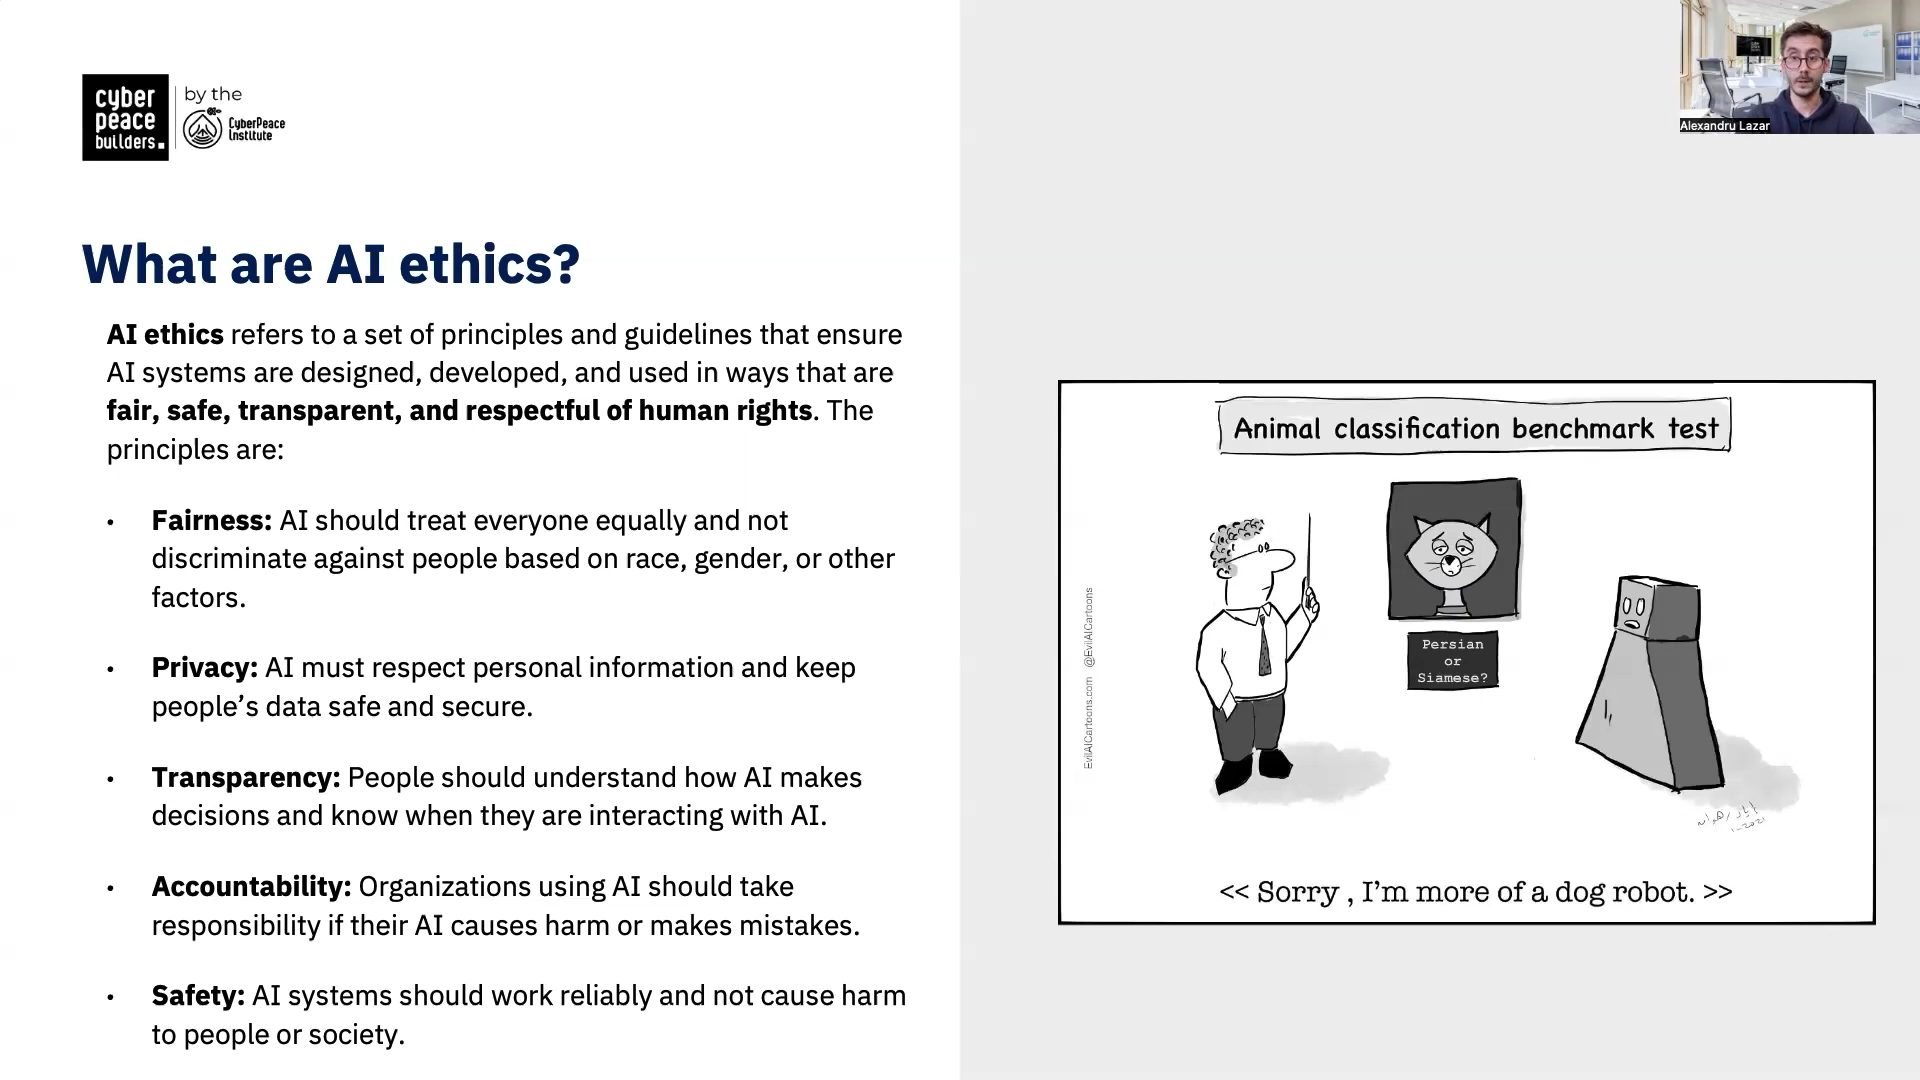 cyber
peace
builders.
by the
CyberPeace
Institute
Alexandru Lazar
What are AI ethics?
AI ethics refers to a set of principles and guidelines that ensure
AI systems are designed, developed, and used in ways that are
fair, safe, transparent, and respectful of human rights. The
principles are:
• Fairness: AI should treat everyone equally and not
discriminate against people based on race, gender, or other
factors.
• Privacy: AI must respect personal information and keep
people’s data safe and secure.
• Transparency: People should understand how AI makes
decisions and know when they are interacting with AI.
• Accountability: Organizations using AI should take
responsibility if their AI causes harm or makes mistakes.
• Safety: AI systems should work reliably and not cause harm
to people or society.
Animal classification benchmark test
Persian
or
Siamese?
EvilAICartoons.com @EvilAICartoons
<< Sorry , I’m more of a dog robot. >>